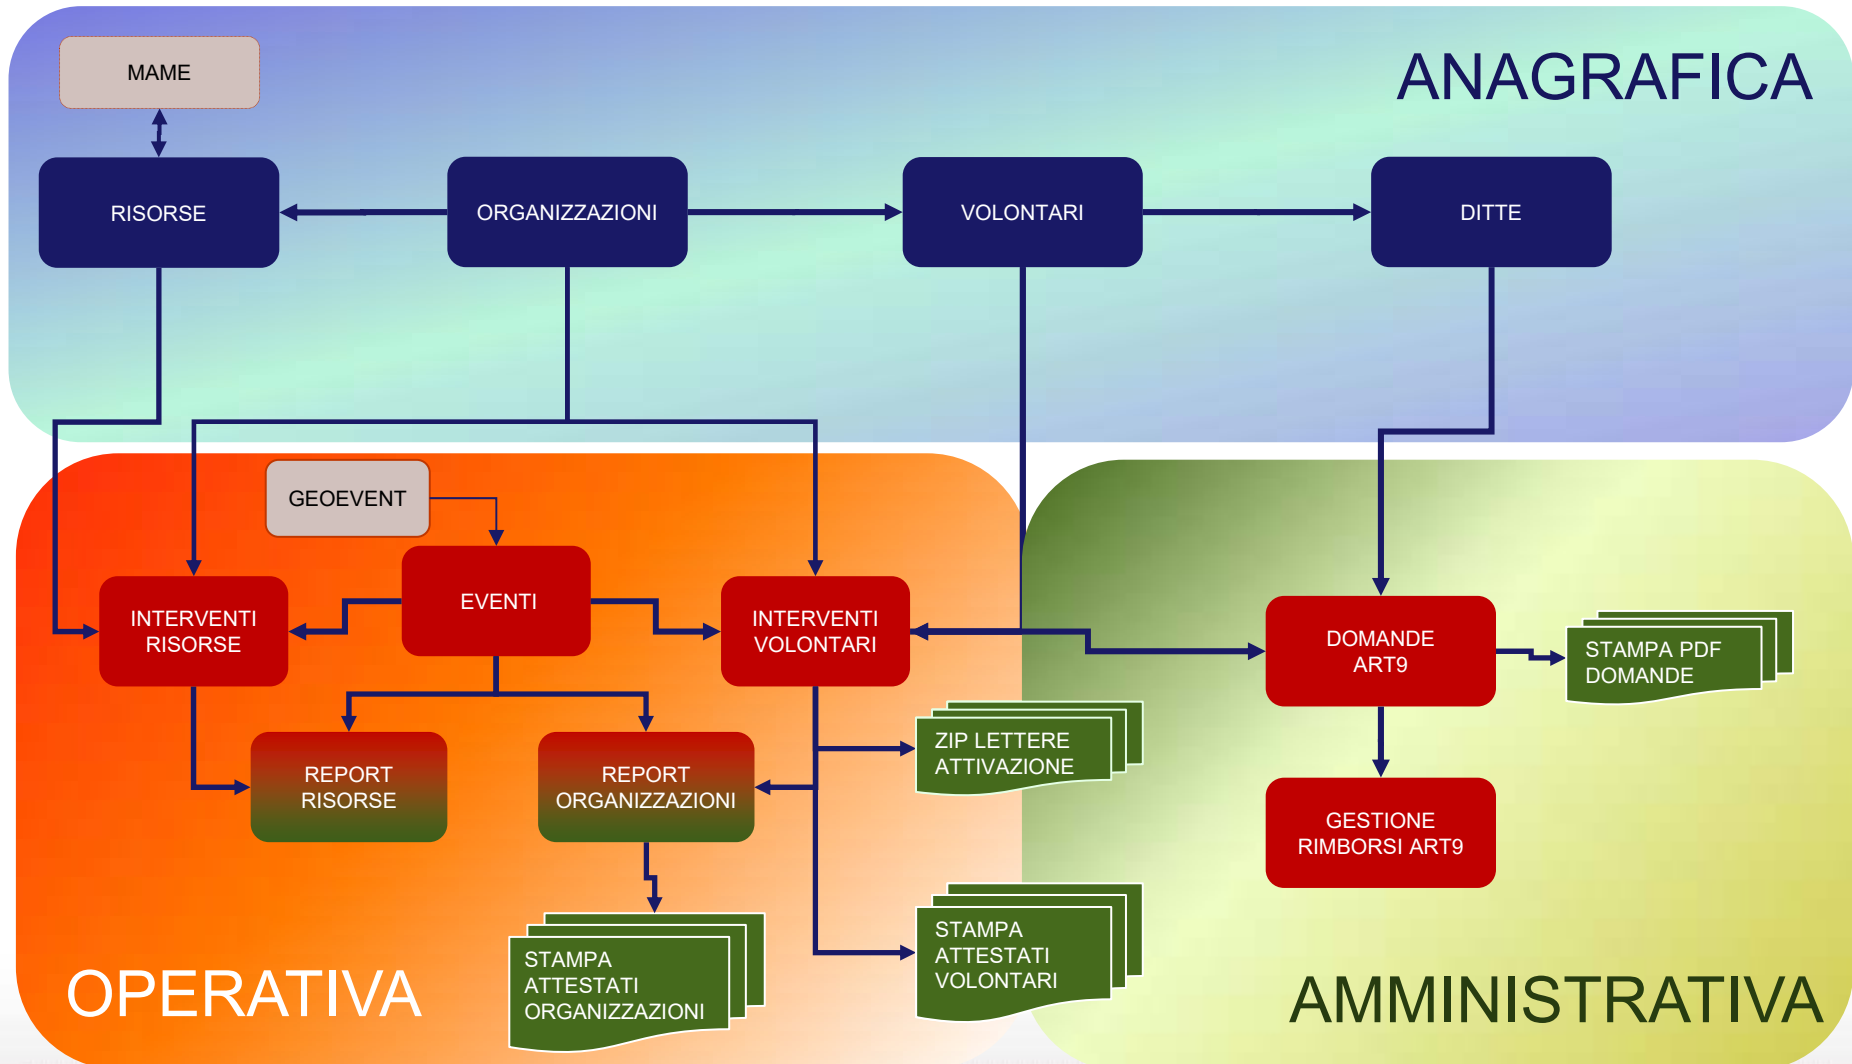 MAME
ANAGRAFICA
RISORSE
ORGANIZZAZIONI
VOLONTARI
DITTE
GEOEVENT
EVENTI
INTERVENTI
RISORSE
INTERVENTI
VOLONTARI
DOMANDE
ART9
STAMPA PDF
DOMANDE
REPORT
RISORSE
REPORT
ORGANIZZAZIONI
ZIP LETTERE
ATTIVAZIONE
GESTIONE
RIMBORSI ART9
STAMPA
ATTESTATI
ORGANIZZAZIONI
STAMPA
ATTESTATI
VOLONTARI
OPERATIVA
AMMINISTRATIVA